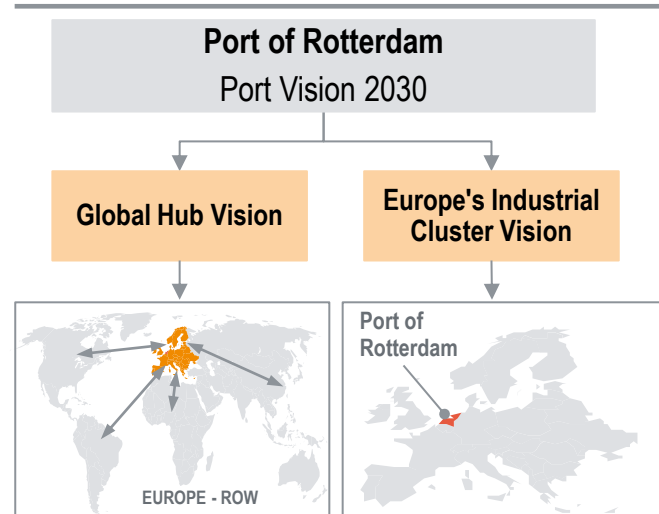 Port of Rotterdam
Port Vision 2030
Global Hub Vision
Europe's Industrial
Cluster Vision
EUROPE - ROW
Port of
Rotterdam